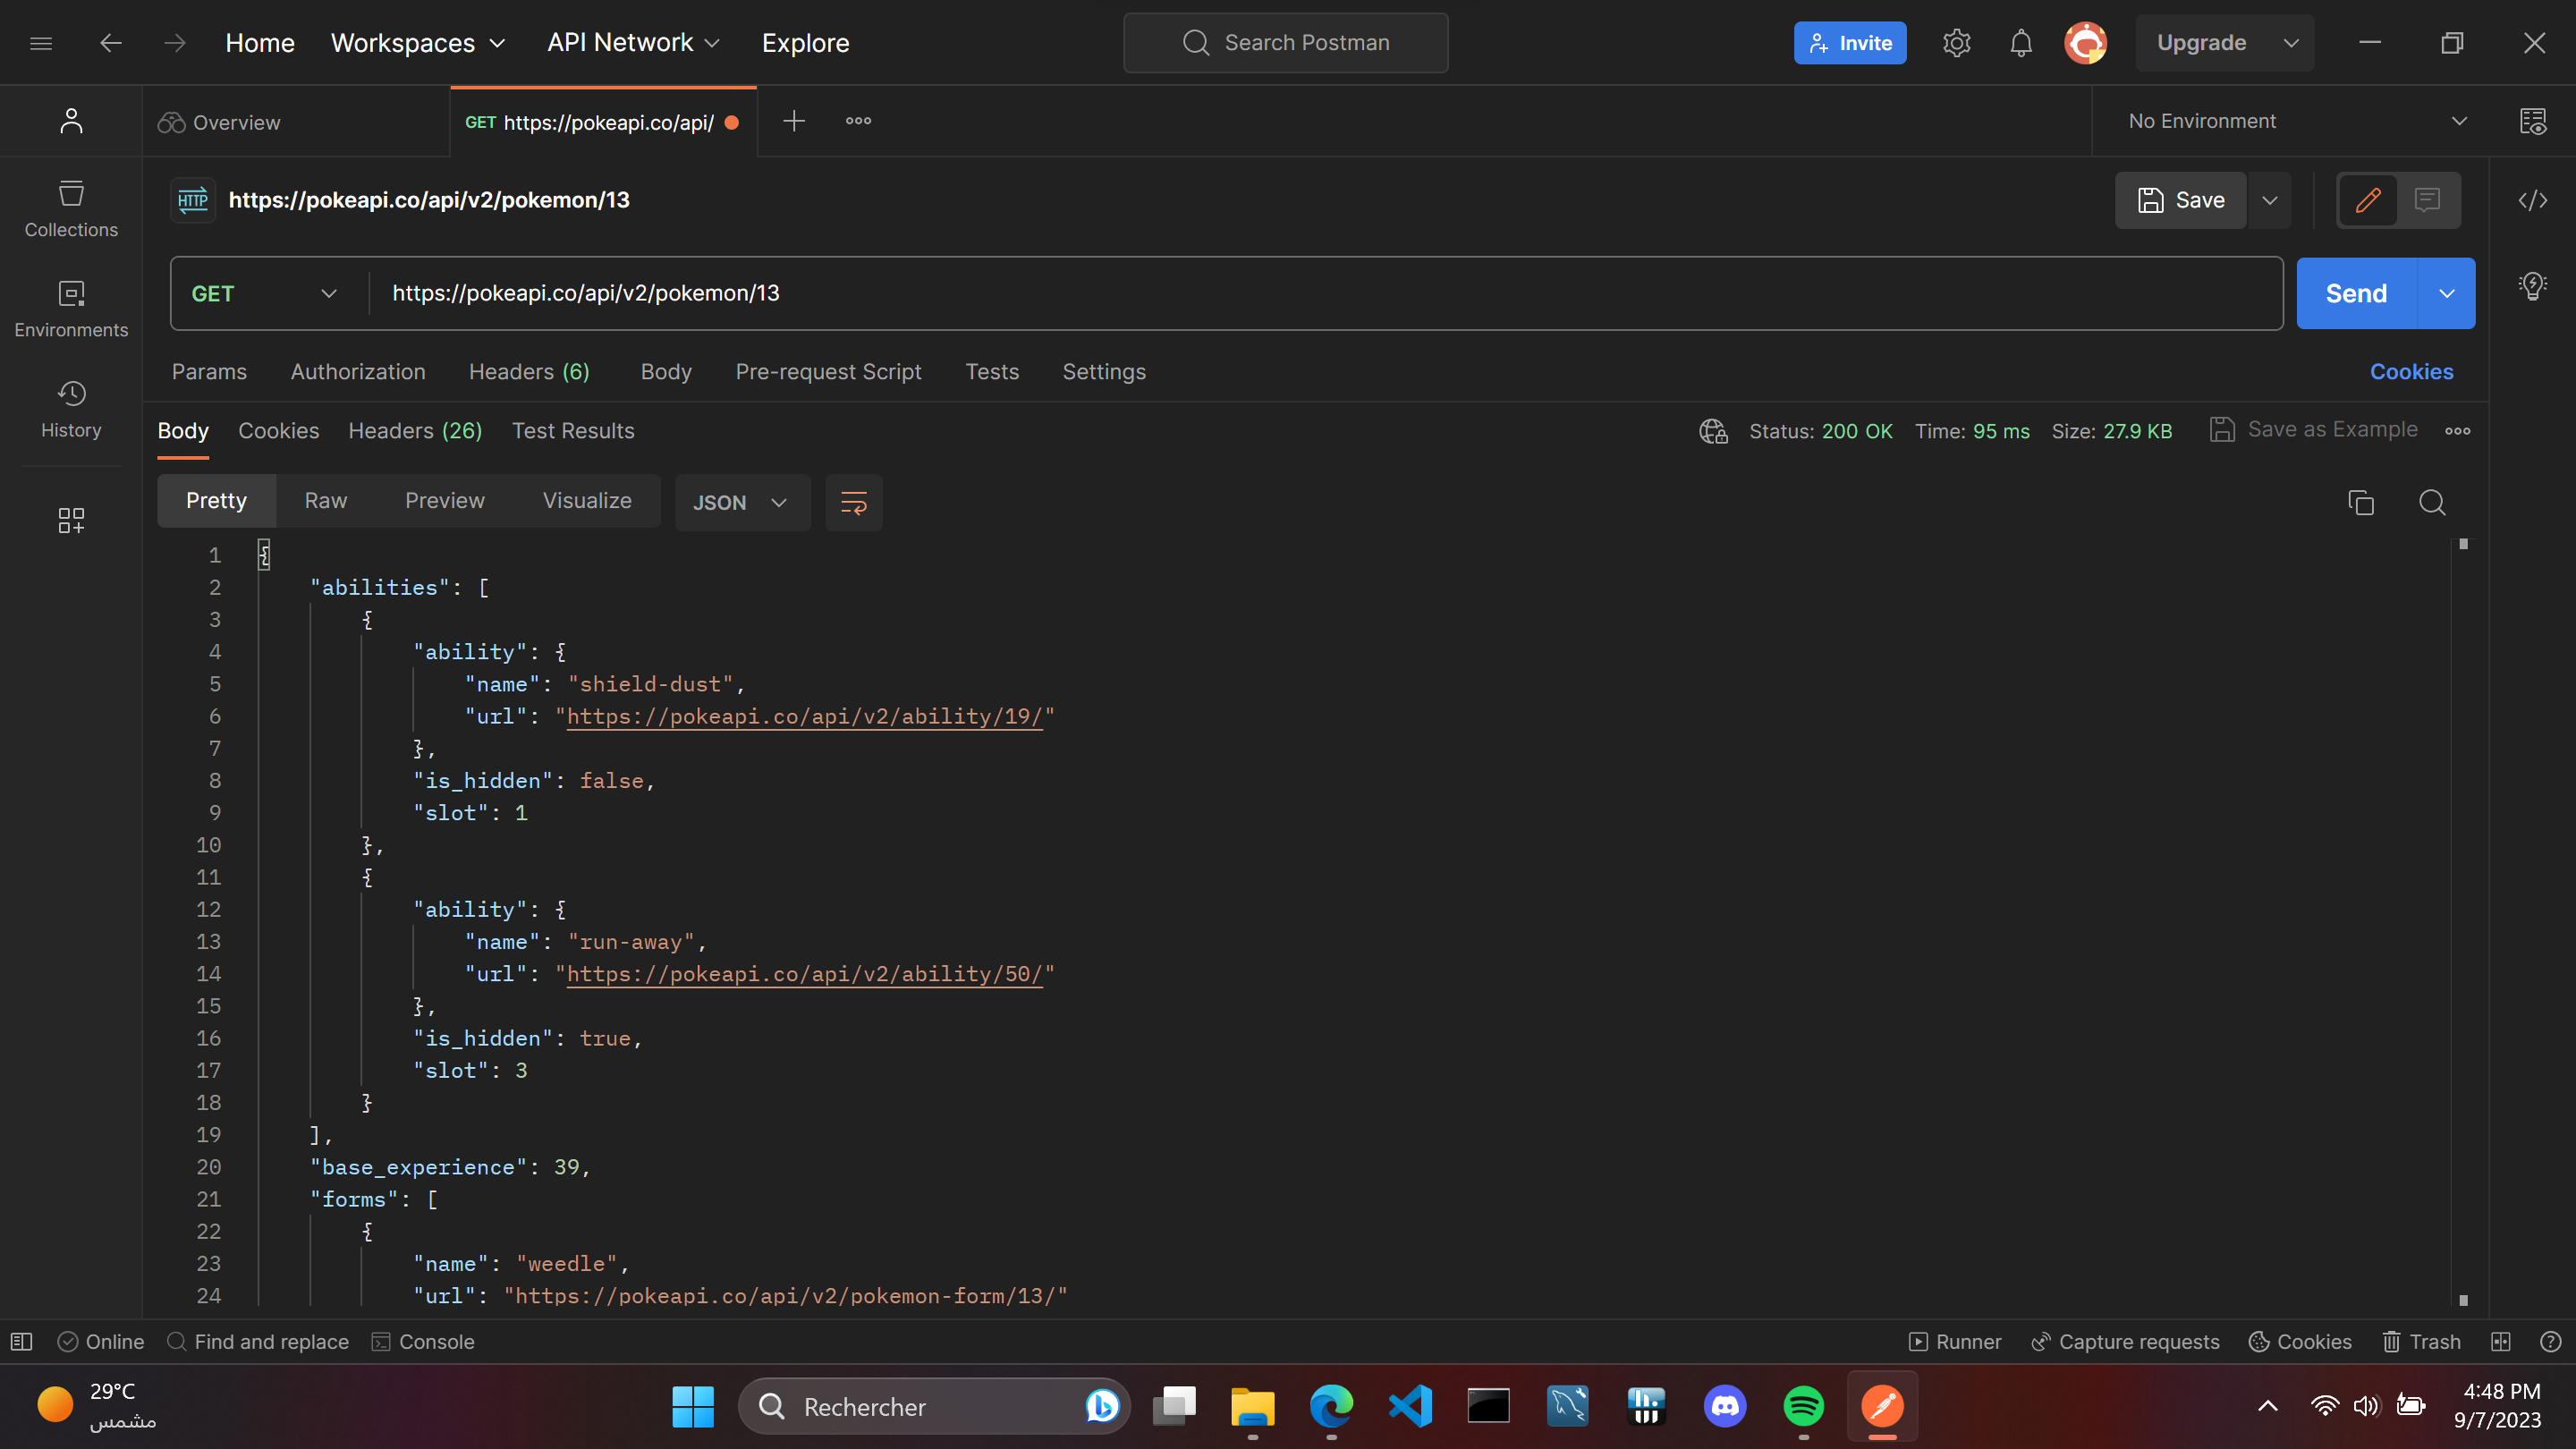 Home Workspaces API Network Explore Search Postman Invite Upgrade
Overview GET https://pokeapi.co/api/ No Environment
HTTP https://pokeapi.co/api/v2/pokemon/13 Save
Collections
GET https://pokeapi.co/api/v2/pokemon/13 Send
Environments
Params Authorization Headers (6) Body Pre-request Script Tests Settings Cookies
History
Body Cookies Headers (26) Test Results Status: 200 OK Time: 95 ms Size: 27.9 KB Save as Example
Pretty Raw Preview Visualize JSON
1 {
2 "abilities": [
3 {
4 "ability": {
5 "name": "shield-dust",
6 "url": "https://pokeapi.co/api/v2/ability/19/"
7 },
8 "is_hidden": false,
9 "slot": 1
10 },
11 {
12 "ability": {
13 "name": "run-away",
14 "url": "https://pokeapi.co/api/v2/ability/50/"
15 },
16 "is_hidden": true,
17 "slot": 3
18 }
19 ],
20 "base_experience": 39,
21 "forms": [
22 {
23 "name": "weedle",
24 "url": "https://pokeapi.co/api/v2/pokemon-form/13/"
Online Find and replace Console Runner Capture requests Cookies Trash
29°C
مشمس
Rechercher
4:48 PM
9/7/2023